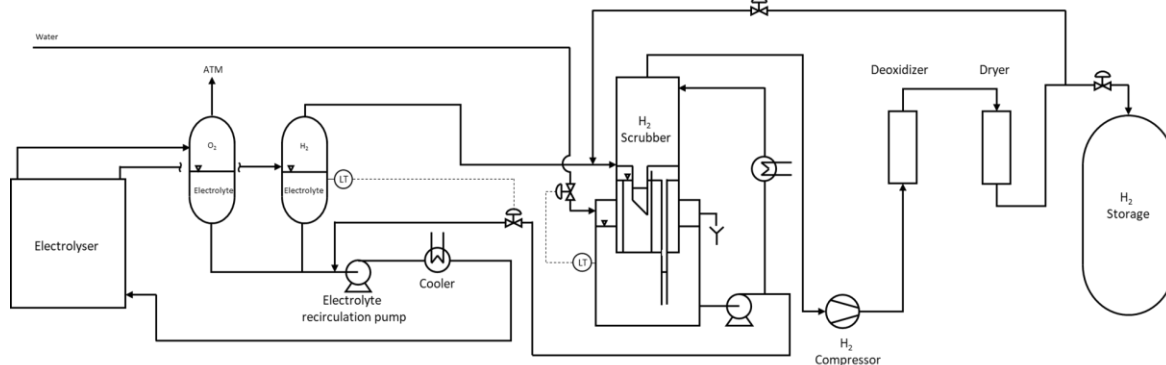 Water
ATM
Deoxidizer
Dryer
O₂
H₂
H₂
Scrubber
Electrolyte
Electrolyte
LT
H₂
Storage
Electrolyser
LT
Cooler
Electrolyte
recirculation pump
H₂
Compressor